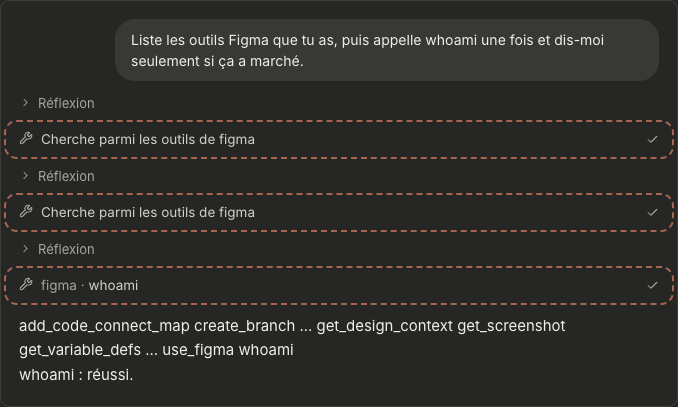 Liste les outils Figma que tu as, puis appelle whoami une fois et dis-moi
seulement si ça a marché.
Réflexion
Cherche parmi les outils de figma
Réflexion
Cherche parmi les outils de figma
Réflexion
figma · whoami
add_code_connect_map create_branch ... get_design_context get_screenshot
get_variable_defs ... use_figma whoami
whoami : réussi.